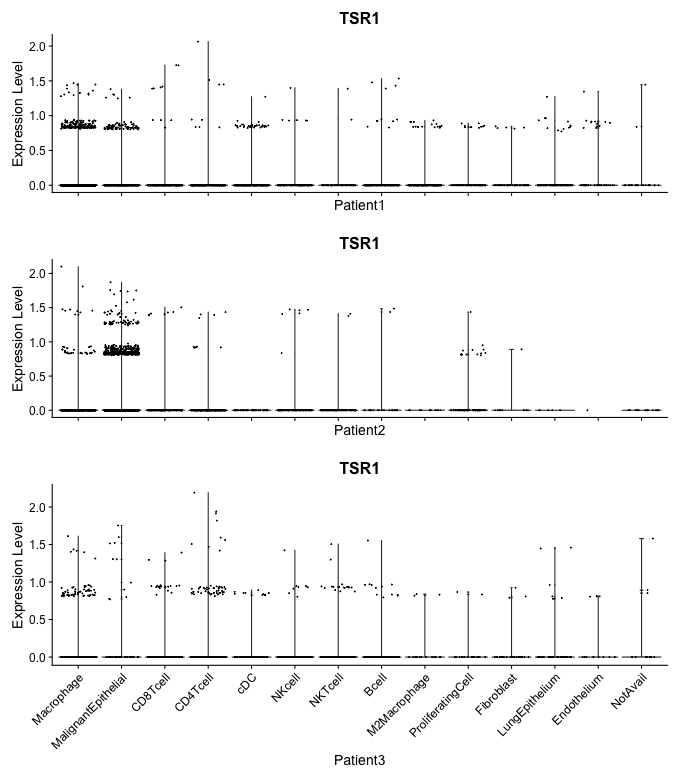 TSR1
Expression Level
2.0
1.5
1.0
0.5
0.0
Patient1
TSR1
Expression Level
2.0
1.5
1.0
0.5
0.0
Patient2
TSR1
Expression Level
2.0
1.5
1.0
0.5
0.0
Macrophage
MalignantEpithelial
CD8Tcell
CD4Tcell
cDC
NKcell
NKTcell
Bcell
M2Macrophage
ProliferatingCell
Fibroblast
LungEpithelium
Endothelium
NotAvail
Patient3